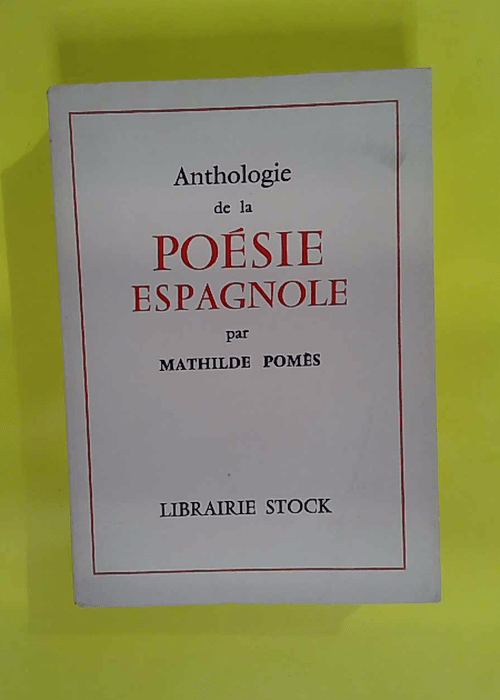 Anthologie
de la
POÉSIE
ESPAGNOLE
par
MATHILDE POMÈS
LIBRAIRIE STOCK